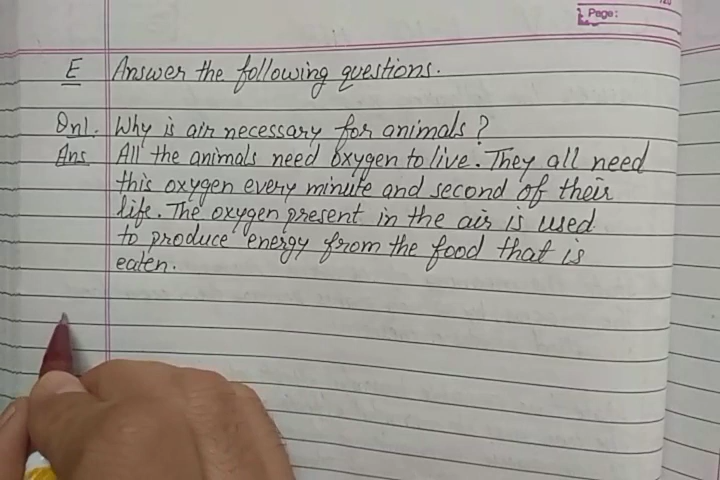 Page:
E Answer the following questions.
Qn1. Why is air necessary for animals?
Ans All the animals need oxygen to live. They all need
this oxygen every minute and second of their
life. The oxygen present in the air is used
to produce energy from the food that is
eaten.